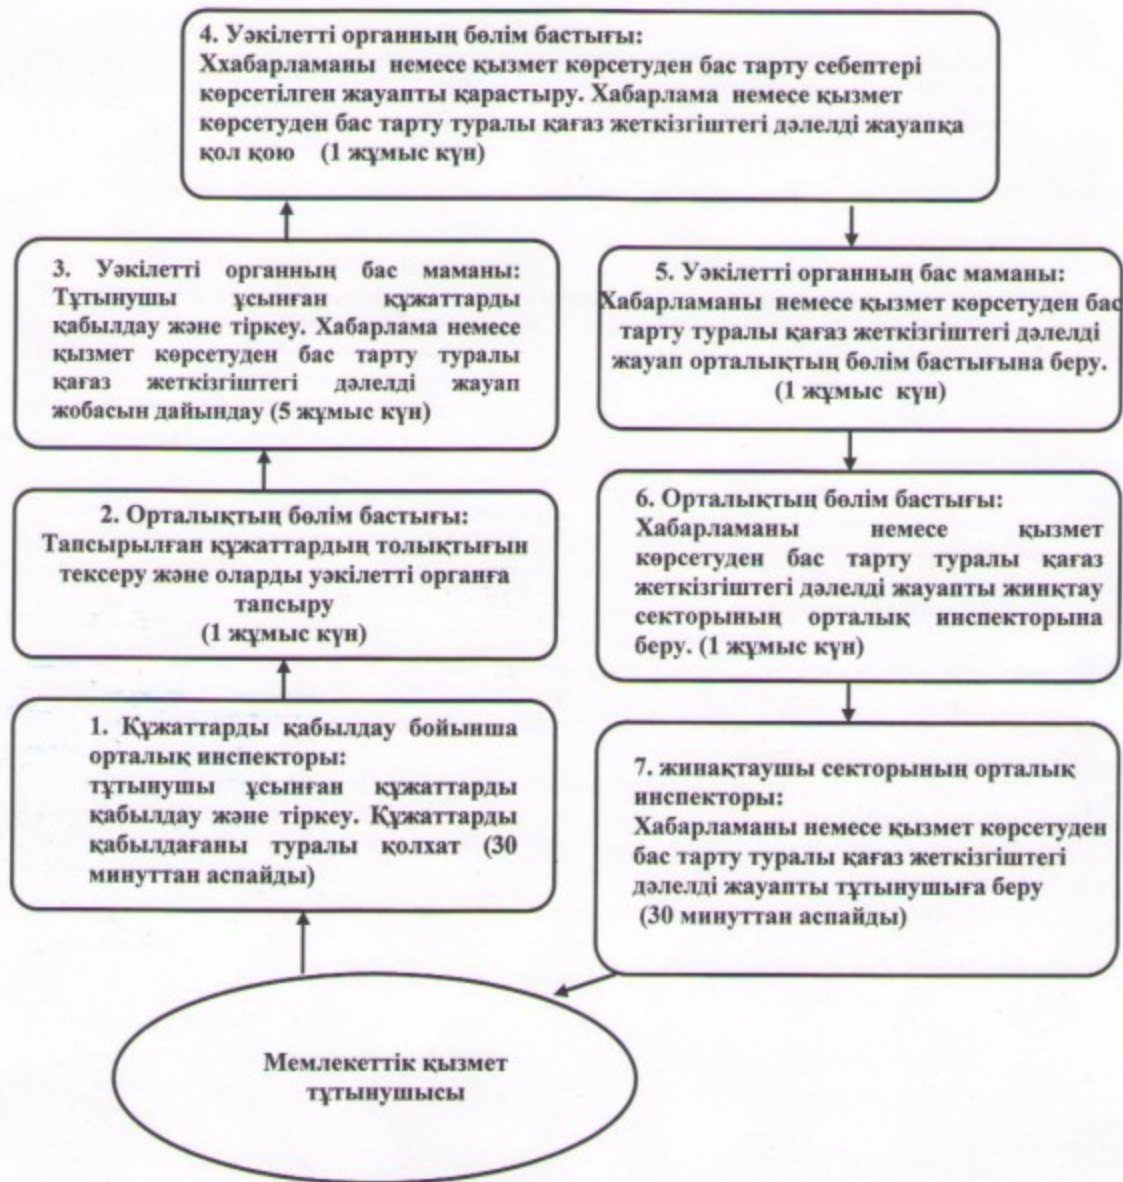 4. Уәкілетті органның бөлім бастығы:
Ххабарламаны немесе қызмет көрсетуден бас тарту себептері
көрсетілген жауапты қарастыру. Хабарлама немесе қызмет
көрсетуден бас тарту туралы қағаз жеткізгіштегі дәлелді жауапқа
қол қою (1 жұмыс күн)
3. Уәкілетті органның бас маманы:
Тұтынушы ұсынған құжаттарды
қабылдау және тіркеу. Хабарлама немесе
қызмет көрсетуден бас тарту туралы
қағаз жеткізгіштегі дәлелді жауап
жобасын дайындау (5 жұмыс күн)
5. Уәкілетті органның бас маманы:
Хабарламаны немесе қызмет көрсетуден бас
тарту туралы қағаз жеткізгіштегі дәлелді
жауап орталықтың бөлім бастығына беру.
(1 жұмыс күн)
2. Орталықтың бөлім бастығы:
Тапсырылған құжаттардың толықтығын
тексеру және оларды уәкілетті органға
тапсыру
(1 жұмыс күн)
6. Орталықтың бөлім бастығы:
Хабарламаны немесе қызмет
көрсетуден бас тарту туралы қағаз
жеткізгіштегі дәлелді жауапты жинқтау
секторының орталық инспекторына
беру. (1 жұмыс күн)
1. Құжаттарды қабылдау бойынша
орталық инспекторы:
тұтынушы ұсынған құжаттарды
қабылдау және тіркеу. Құжаттарды
қабылдағаны туралы қолхат (30
минуттан аспайды)
7. жинақтаушы секторының орталық
инспекторы:
Хабарламаны немесе қызмет көрсетуден
бас тарту туралы қағаз жеткізгіштегі
дәлелді жауапты тұтынушыға беру
(30 минуттан аспайды)
Мемлекеттік қызмет
тұтынушысы